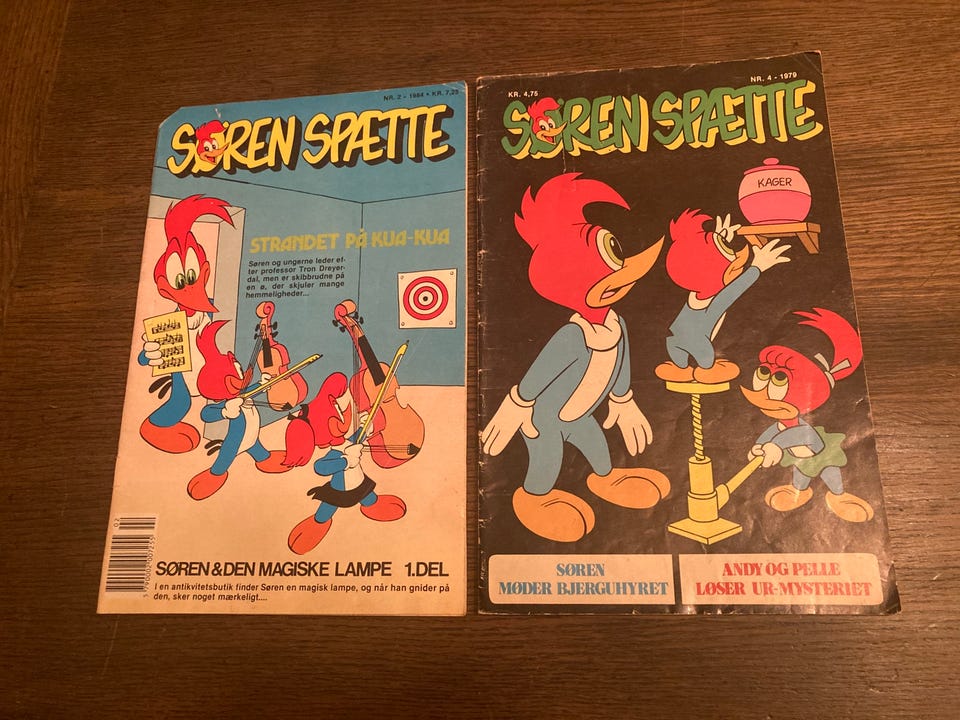 NR. 2 - 1984 • KR. 7,25
SØREN SPÆTTE
STRANDET PÅ KUA-KUA
Søren og ungerne leder ef-
ter professor Tron Dreyer-
dal, men er skibbrudne på
en ø, der skjuler mange
hemmeligheder...
02
SØREN & DEN MAGISKE LAMPE 1.DEL
I en antikvitetsbutik finder Søren en magisk lampe, og når han gnider på
den, sker noget mærkeligt....
KR. 4,75
NR. 4 - 1979
SØREN SPÆTTE
KAGER
SØREN
MØDER BJERGUHYRET
ANDY OG PELLE
LØSER UR-MYSTERIET